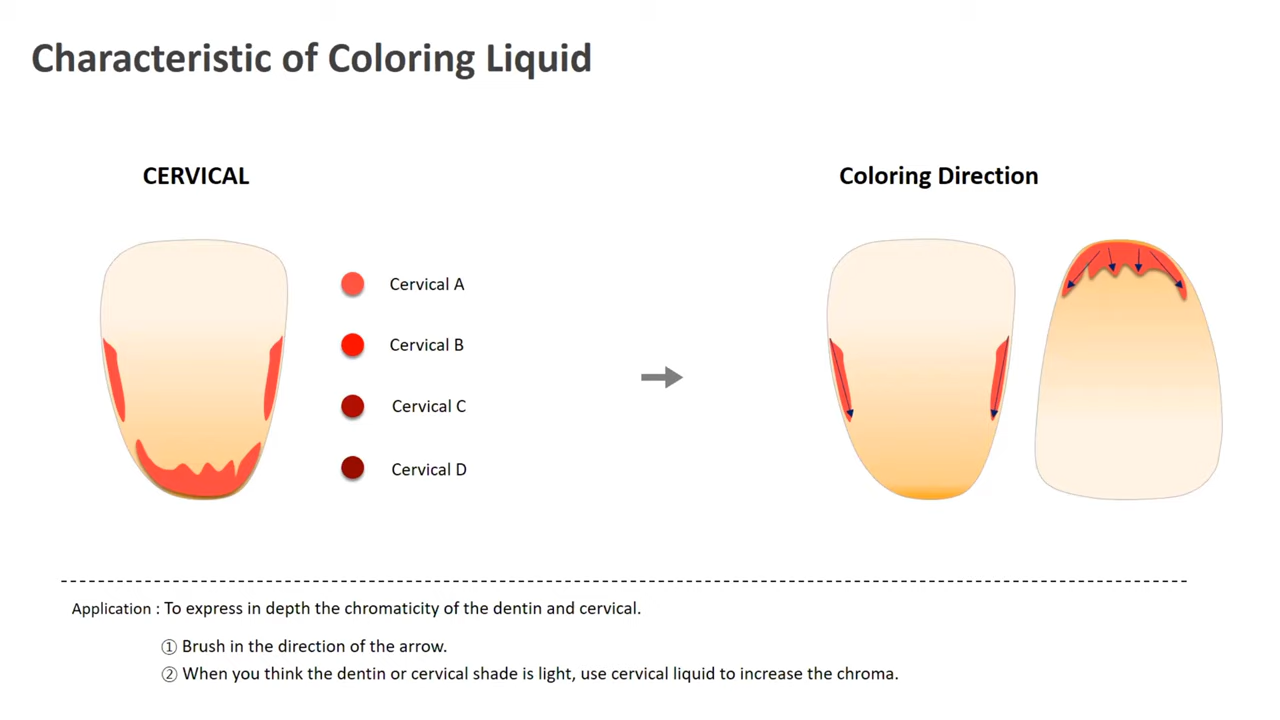 Characteristic of Coloring Liquid
CERVICAL
Cervical A
Cervical B
Cervical C
Cervical D
Coloring Direction
Application : To express in depth the chromaticity of the dentin and cervical.
① Brush in the direction of the arrow.
② When you think the dentin or cervical shade is light, use cervical liquid to increase the chroma.